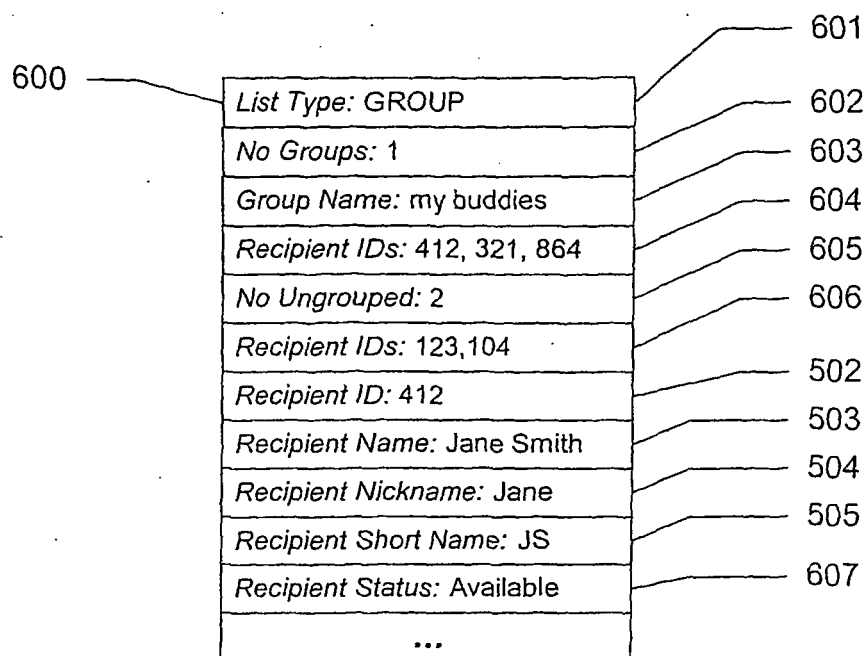 601
600
List Type: GROUP
602
No Groups: 1
603
Group Name: my buddies
604
Recipient IDs: 412, 321, 864
605
No Ungrouped: 2
606
Recipient IDs: 123,104
502
Recipient ID: 412
503
Recipient Name: Jane Smith
504
Recipient Nickname: Jane
505
Recipient Short Name: JS
607
Recipient Status: Available
...